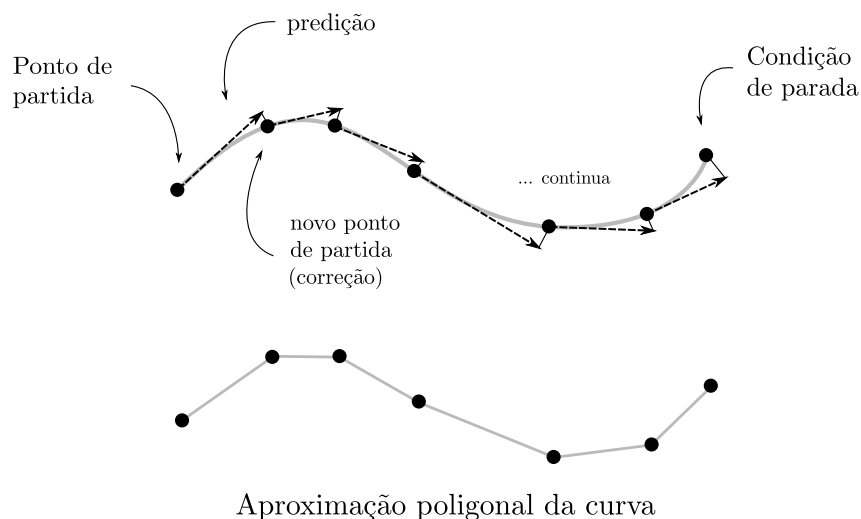 predição
Ponto de
partida
Condição
de parada
... continua
novo ponto
de partida
(correção)
Aproximação poligonal da curva